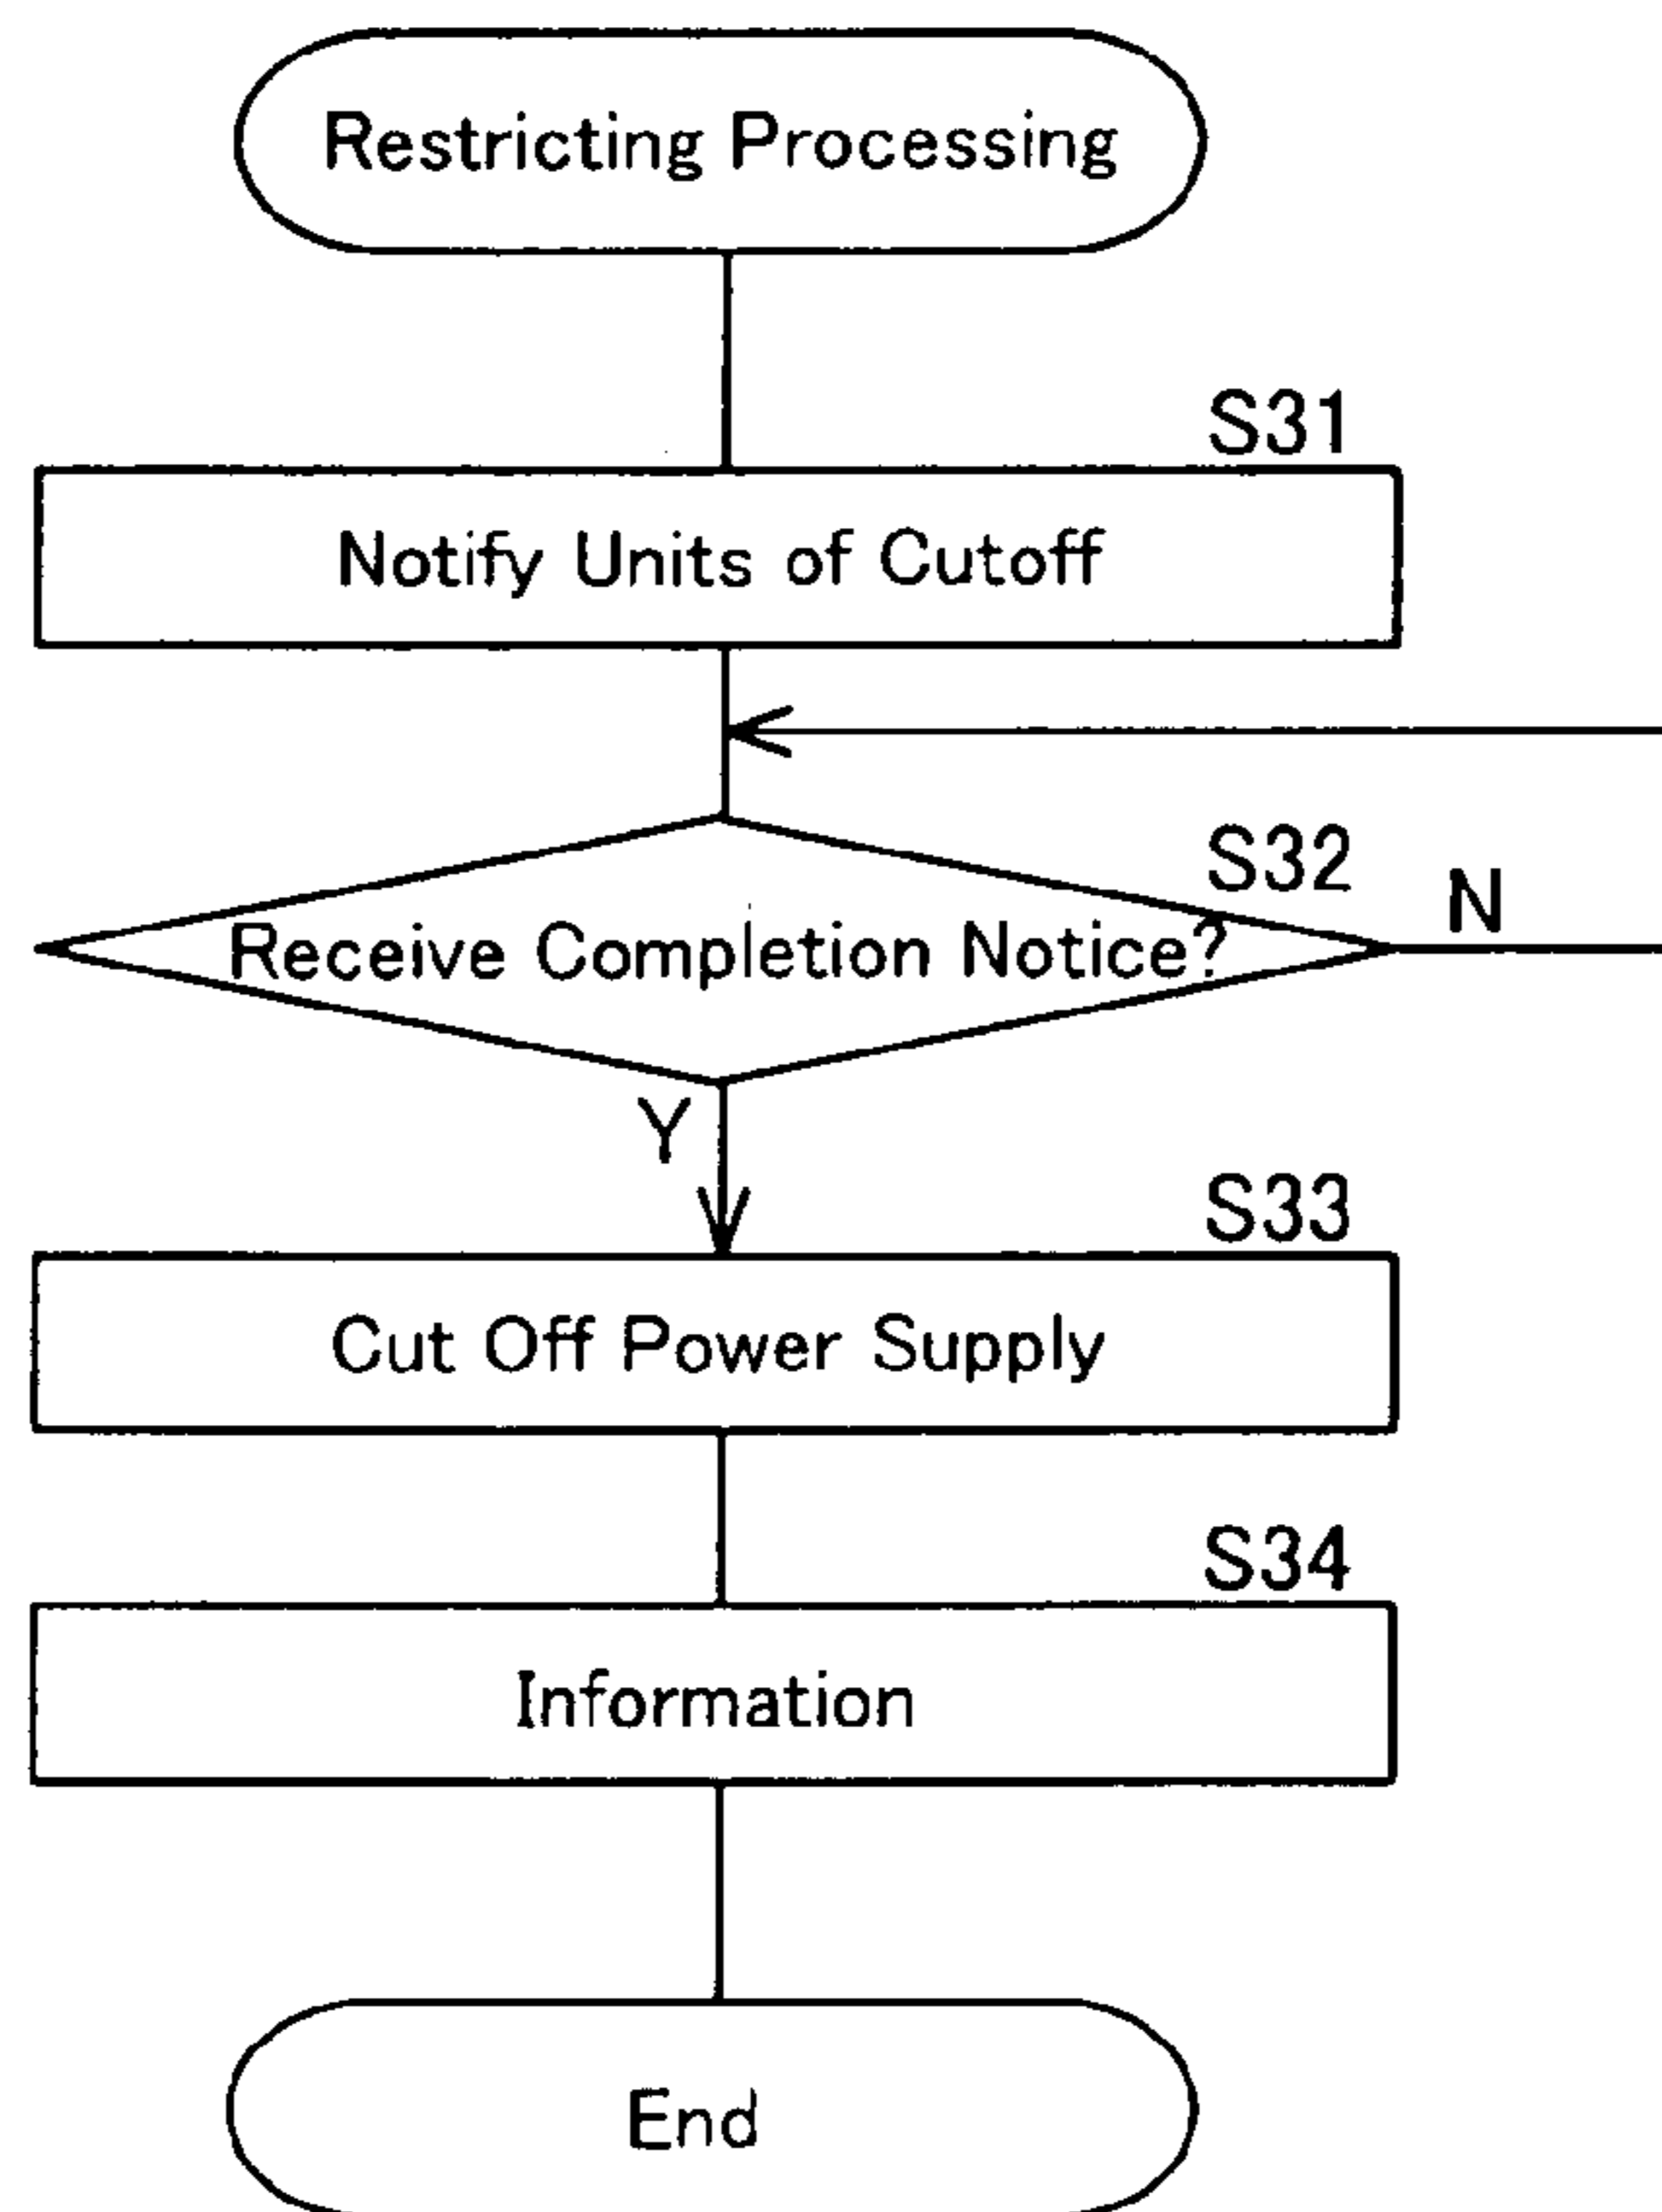 Restricting Processing
S31
Notify Units of Cutoff
S32
N
Receive Completion Notice?
Y
S33
Cut Off Power Supply
S34
Information
End